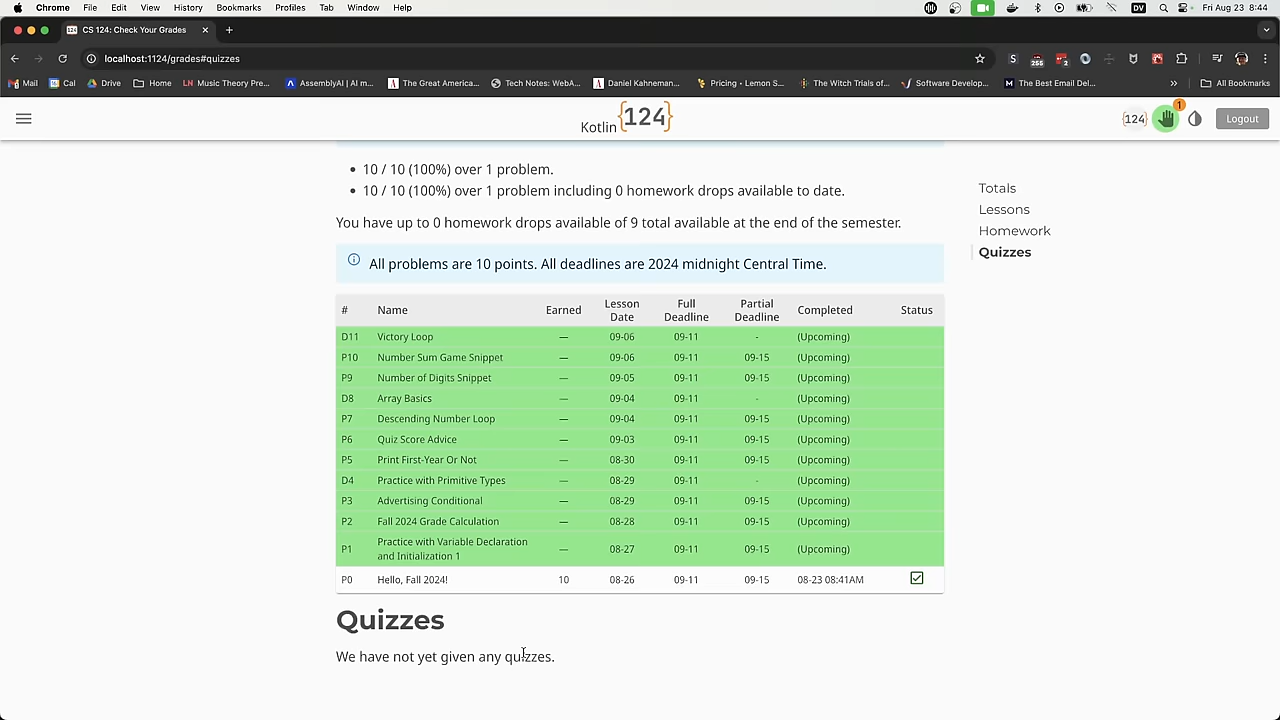 Chrome File Edit View History Bookmarks Profiles Tab Window Help DV Fri Aug 23 8:44
CS 124: Check Your Grades
localhost:1124/grades#quizzes
Mail Cal Drive Home Music Theory Pre... AssemblyAI | AI m... The Great America... Tech Notes: WebA... Daniel Kahneman... Pricing • Lemon S... The Witch Trials of... Software Develop... The Best Email Del... » All Bookmarks
Kotlin {124} {124} 1 Logout
• 10 / 10 (100%) over 1 problem.
• 10 / 10 (100%) over 1 problem including 0 homework drops available to date.
You have up to 0 homework drops available of 9 total available at the end of the semester.
All problems are 10 points. All deadlines are 2024 midnight Central Time.
# Name Earned Lesson Date Full Deadline Partial Deadline Completed Status
D11 Victory Loop — 09-06 09-11 - (Upcoming)
P10 Number Sum Game Snippet — 09-06 09-11 09-15 (Upcoming)
P9 Number of Digits Snippet — 09-05 09-11 09-15 (Upcoming)
D8 Array Basics — 09-04 09-11 - (Upcoming)
P7 Descending Number Loop — 09-04 09-11 09-15 (Upcoming)
P6 Quiz Score Advice — 09-03 09-11 09-15 (Upcoming)
P5 Print First-Year Or Not — 08-30 09-11 09-15 (Upcoming)
D4 Practice with Primitive Types — 08-29 09-11 - (Upcoming)
P3 Advertising Conditional — 08-29 09-11 09-15 (Upcoming)
P2 Fall 2024 Grade Calculation — 08-28 09-11 09-15 (Upcoming)
P1 Practice with Variable Declaration and Initialization 1 — 08-27 09-11 09-15 (Upcoming)
P0 Hello, Fall 2024! 10 08-26 09-11 09-15 08-23 08:41AM
Quizzes
We have not yet given any quizzes.
Totals
Lessons
Homework
Quizzes